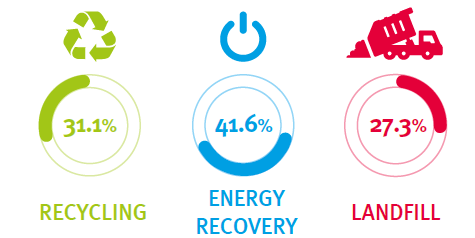 31.1% 41.6% 27.3%
RECYCLING ENERGY RECOVERY LANDFILL